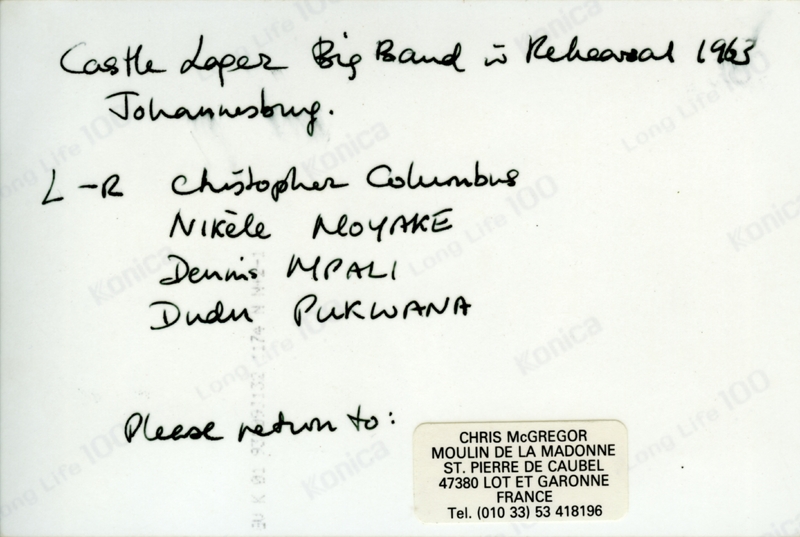 Castle Lager Big Band in Rehearsal 1963
Johannesburg.
L-R Christopher Columbus
Nikèle MOYAKE
Dennis MPALI
Dudu PUKWANA
Please return to:
CHRIS McGREGOR
MOULIN DE LA MADONNE
ST. PIERRE DE CAUBEL
47380 LOT ET GARONNE
FRANCE
Tel. (010 33) 53 418196